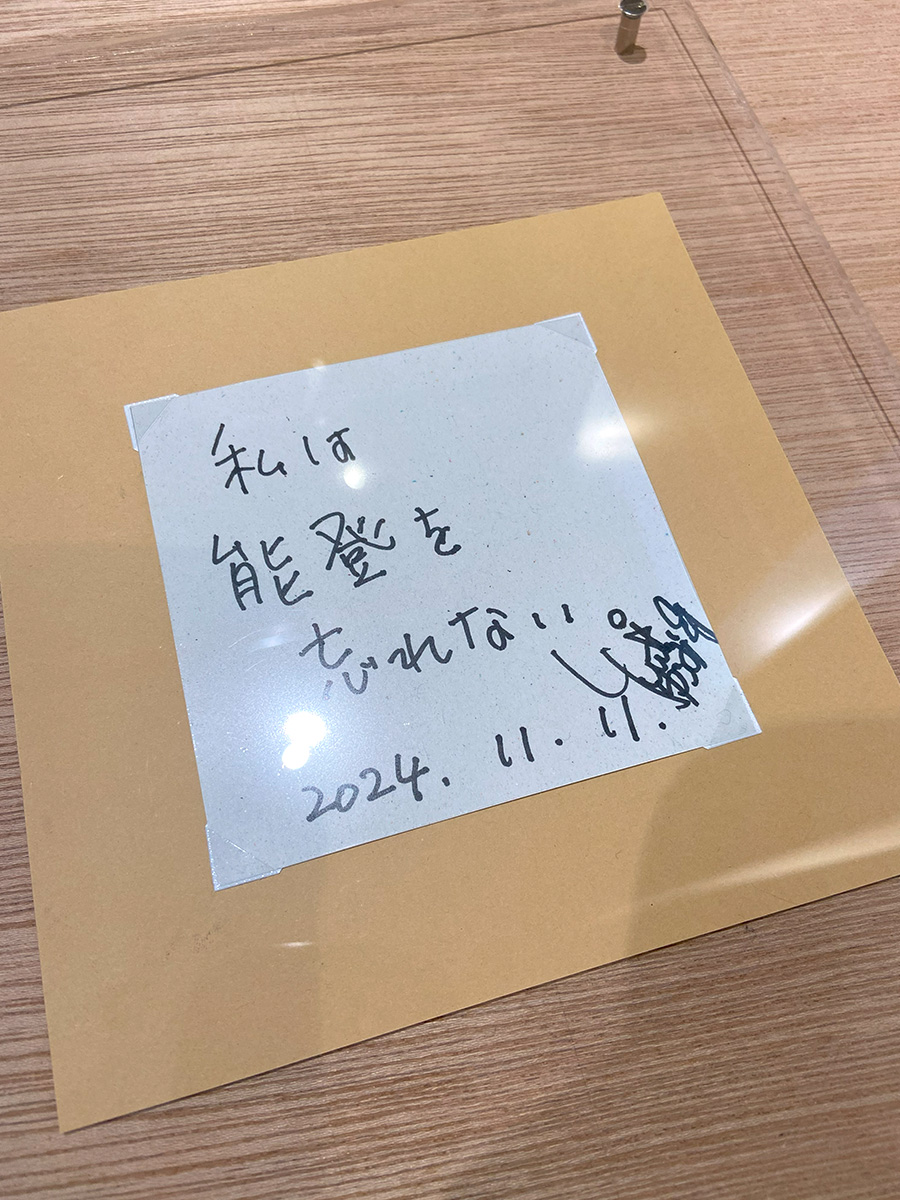 私は
能登を
忘れない。
2024.11.11.